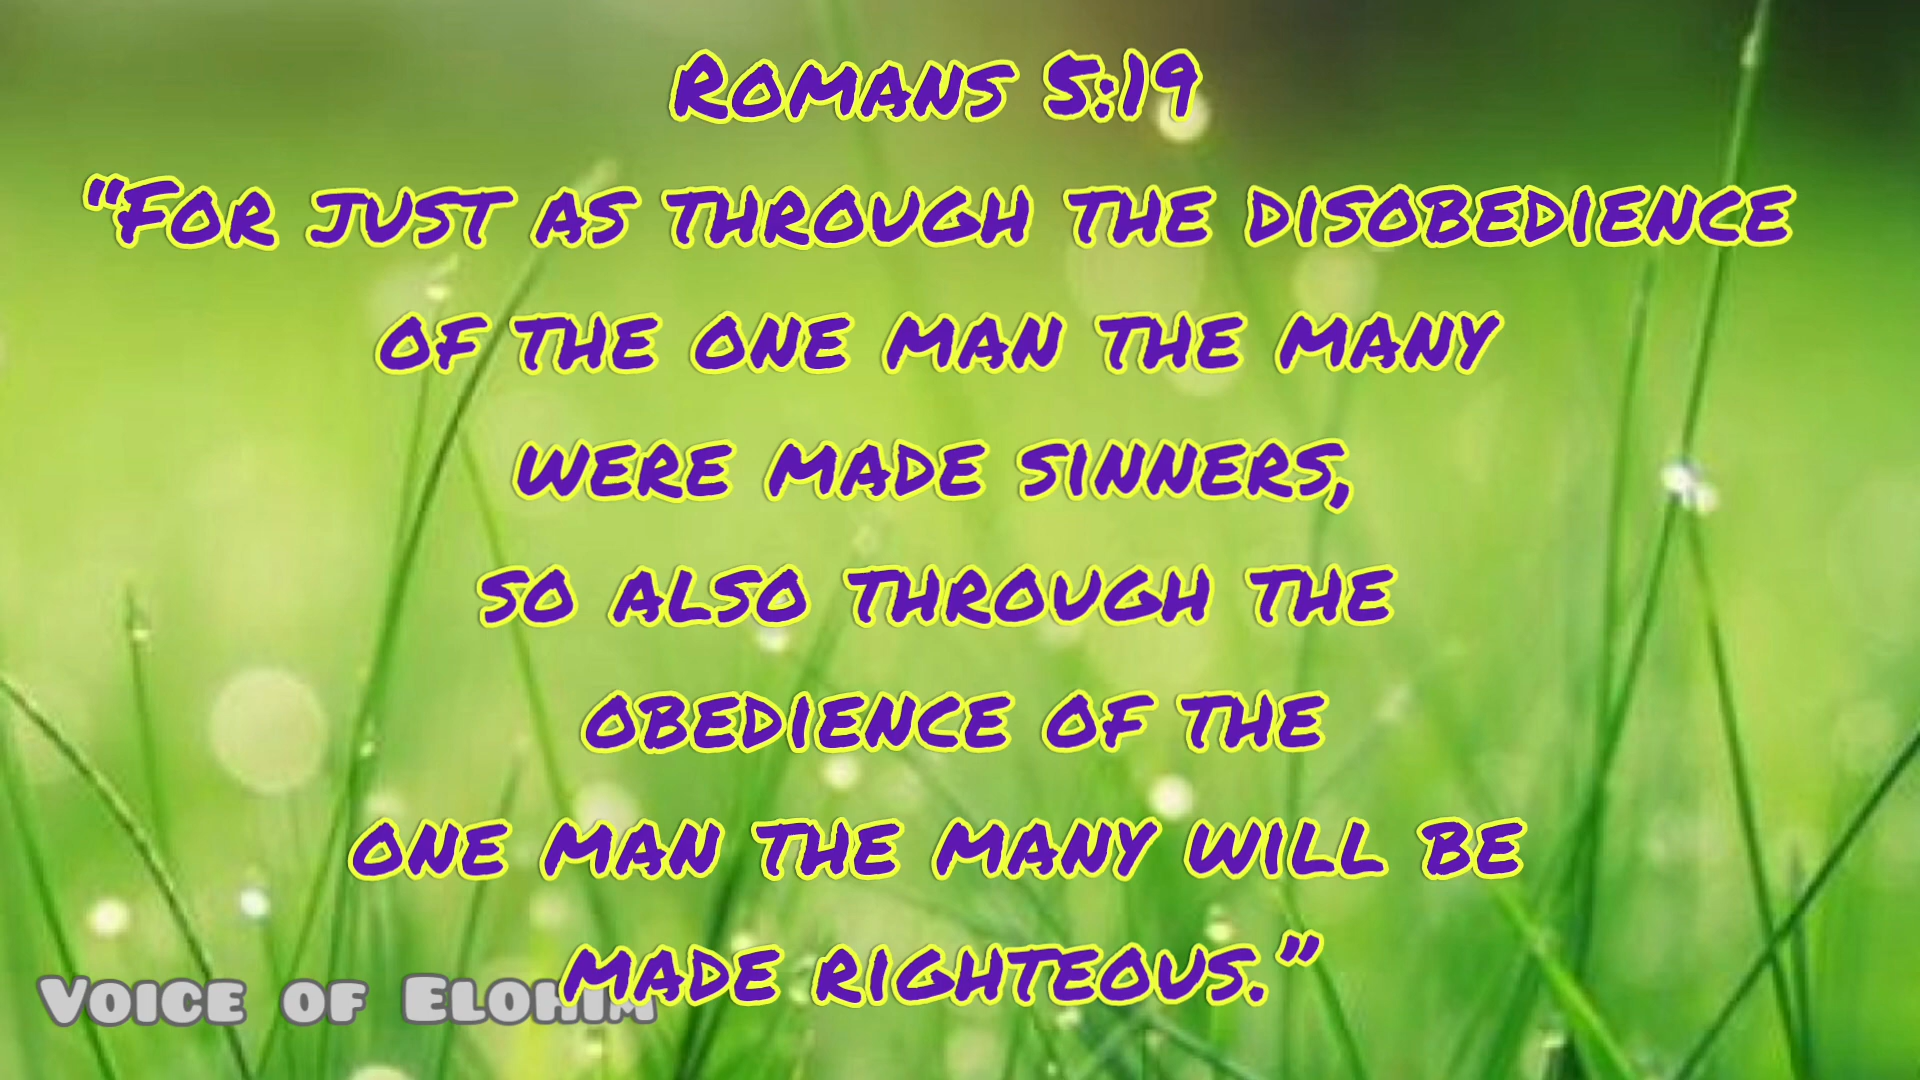 Romans 5:19
“For just as through the disobedience
of the one man the many
were made sinners,
so also through the
obedience of the
one man the many will be
made righteous.”
Voice of Elohim